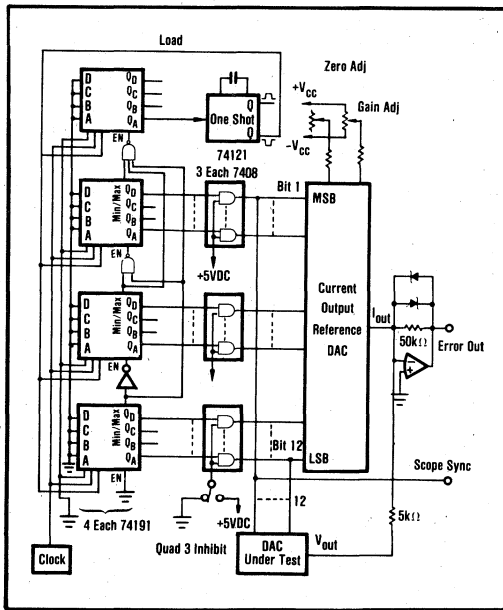 Load
D QD
C QC
B QB
A QA
EN
One Shot
Q
Q
74121
Zero Adj
+VCC
Gain Adj
-VCC
3 Each 7408
D QD
C QC
B QB
A QA
Min/Max
EN
+5VDC
Bit 1
MSB
Current
Output
Reference
DAC
Iout
50kΩ
Error Out
D QD
C QC
B QB
A QA
Min/Max
EN
D QD
C QC
B QB
A QA
Min/Max
EN
Bit 12
LSB
Scope Sync
12
+5VDC
4 Each 74191
Quad 3 Inhibit
5kΩ
Clock
DAC
Under Test
Vout